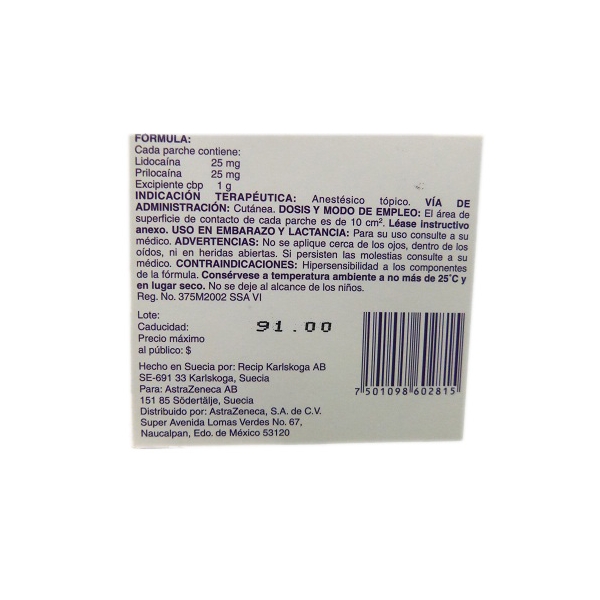 FÓRMULA:
Cada parche contiene:
Lidocaína 25 mg
Prilocaína 25 mg
Excipiente cbp 1 g
INDICACIÓN TERAPÉUTICA: Anestésico tópico. VÍA DE
ADMINISTRACIÓN: Cutánea. DOSIS Y MODO DE EMPLEO: El área de
superficie de contacto de cada parche es de 10 cm². Léase instructivo
anexo. USO EN EMBARAZO Y LACTANCIA: Para su uso consulte a su
médico. ADVERTENCIAS: No se aplique cerca de los ojos, dentro de los
oídos, ni en heridas abiertas. Si persisten las molestias consulte a su
médico. CONTRAINDICACIONES: Hipersensibilidad a los componentes
de la fórmula. Consérvese a temperatura ambiente a no más de 25°C y
en lugar seco. No se deje al alcance de los niños.
Reg. No. 375M2002 SSA VI
Lote:
Caducidad:
Precio máximo
al público: $
91.00
Hecho en Suecia por: Recip Karlskoga AB
SE-691 33 Karlskoga, Suecia
Para: AstraZeneca AB
151 85 Södertälje, Suecia
Distribuido por: AstraZeneca, S.A. de C.V.
Super Avenida Lomas Verdes No. 67,
Naucalpan, Edo. de México 53120
7 501098 602815